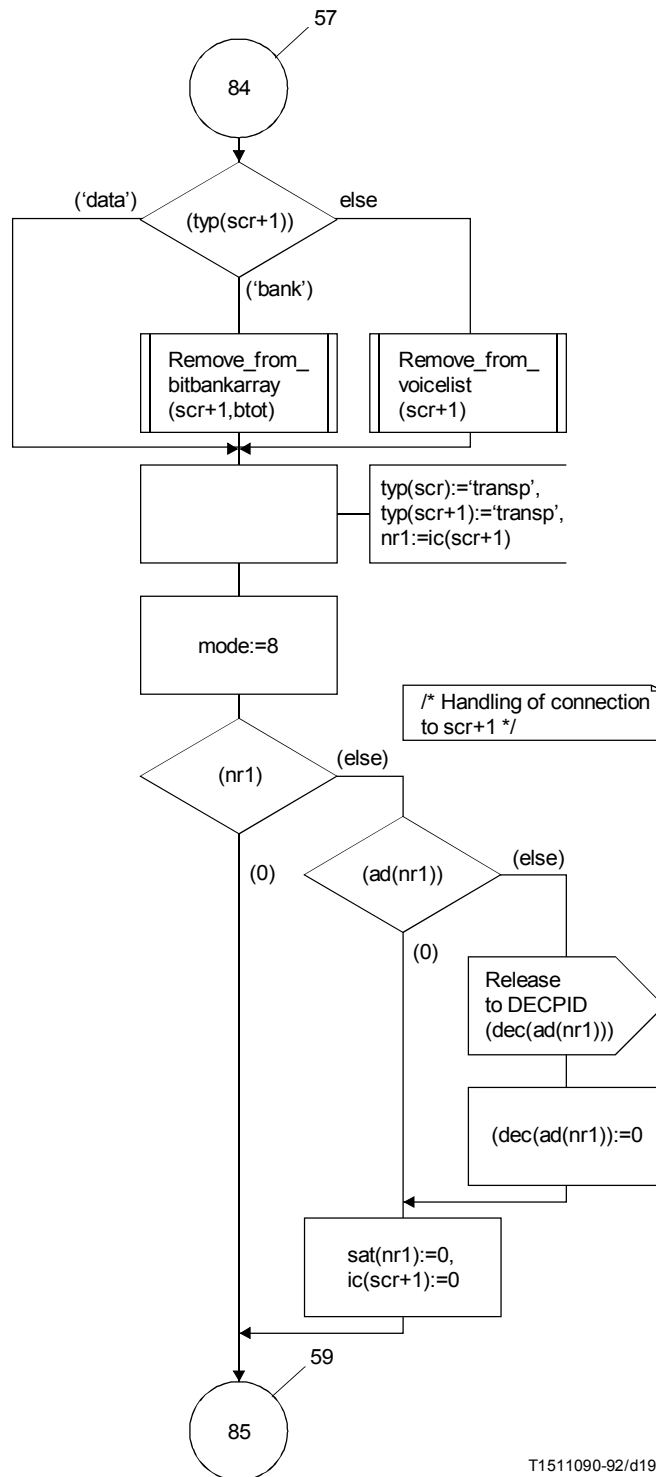 57
84
('data')
(typ(scr+1))
else
('bank')
Remove_from_
bitbankarray
(scr+1,btot)
Remove_from_
voicelist
(scr+1)
typ(scr):='transp',
typ(scr+1):='transp',
nr1:=ic(scr+1)
mode:=8
/* Handling of connection
to scr+1 */
(nr1)
(else)
(0)
(ad(nr1))
(else)
(0)
Release
to DECPID
(dec(ad(nr1)))
(dec(ad(nr1)):=0
sat(nr1):=0,
ic(scr+1):=0
59
85
T1511090-92/d19